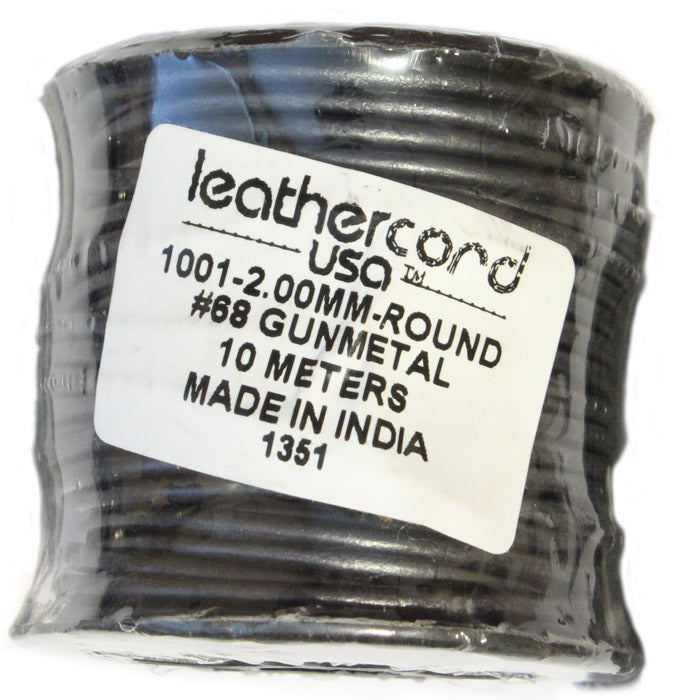 leathercord
USA™
1001-2.00MM-ROUND
#68 GUNMETAL
10 METERS
MADE IN INDIA
1351